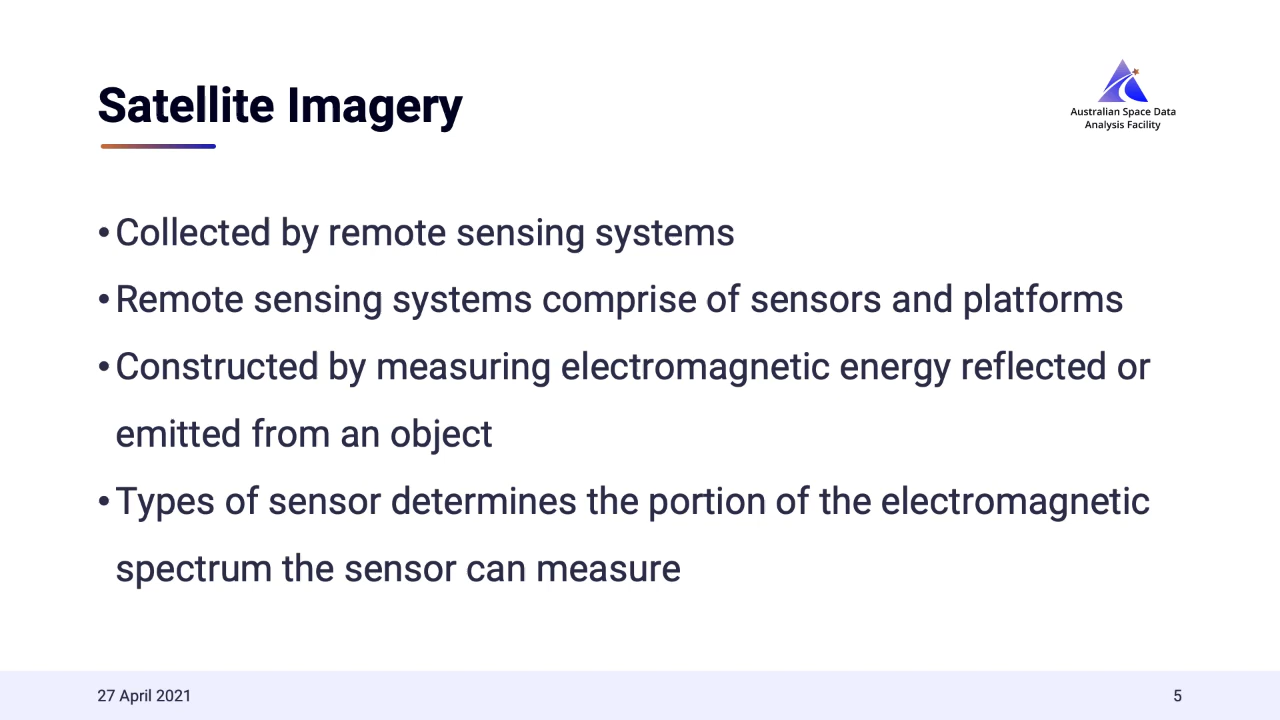 Satellite Imagery
Australian Space Data
Analysis Facility
• Collected by remote sensing systems
• Remote sensing systems comprise of sensors and platforms
• Constructed by measuring electromagnetic energy reflected or
emitted from an object
• Types of sensor determines the portion of the electromagnetic
spectrum the sensor can measure
27 April 2021
5